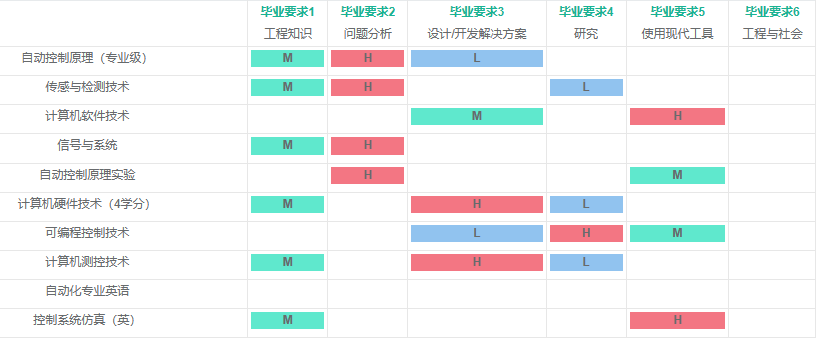 毕业要求1 毕业要求2 毕业要求3 毕业要求4 毕业要求5 毕业要求6
工程知识 问题分析 设计/开发解决方案 研究 使用现代工具 工程与社会
自动控制原理（专业级） M H L
传感与检测技术 M H L
计算机软件技术 M H
信号与系统 M H
自动控制原理实验 H M
计算机硬件技术（4学分） M H L
可编程控制技术 L H M
计算机测控技术 M H L
自动化专业英语
控制系统仿真（英） M H